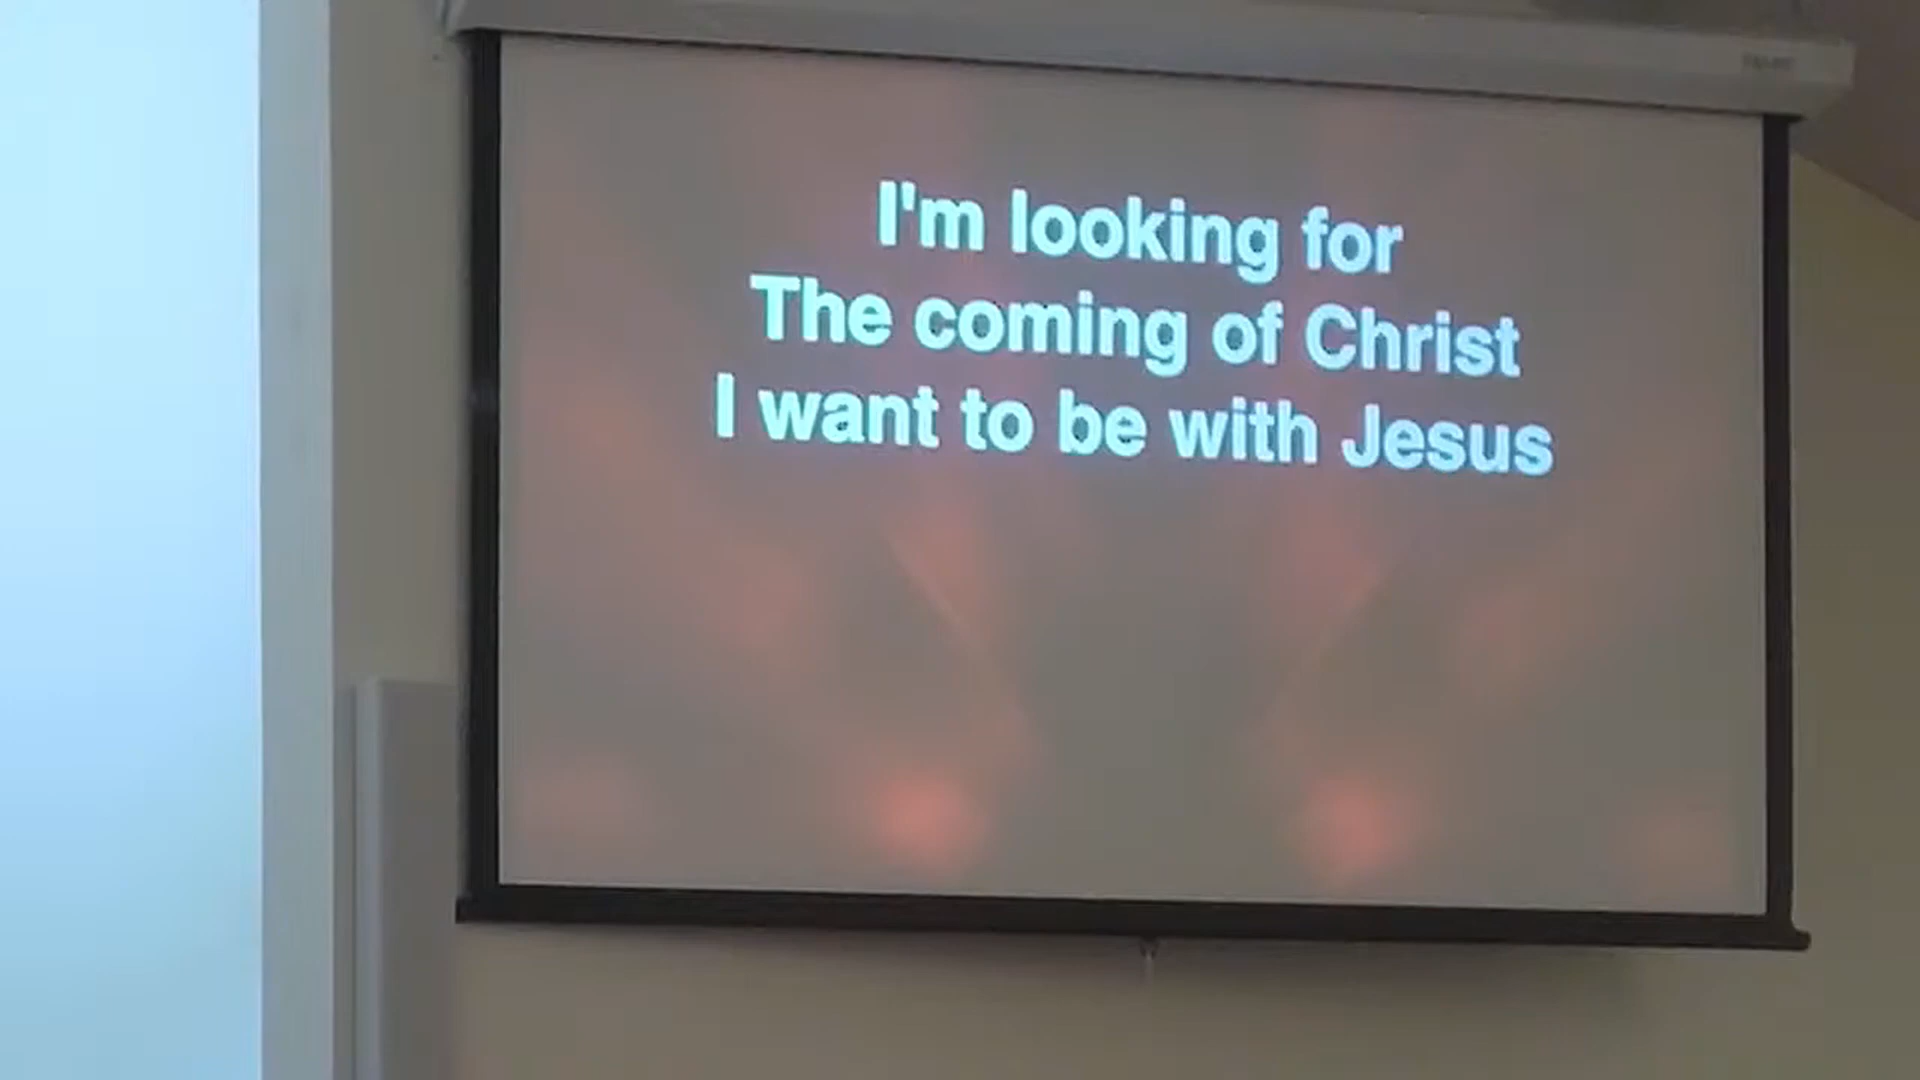 I'm looking for
The coming of Christ
I want to be with Jesus